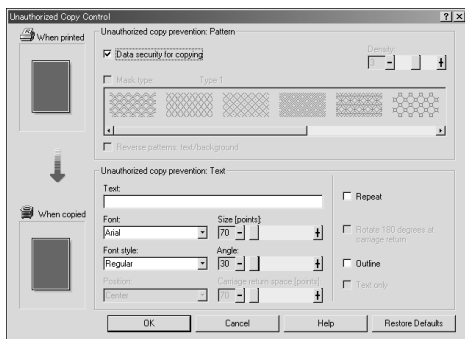 Unauthorized Copy Control
When printed
Unauthorized copy prevention: Pattern
Data security for copying
Density:
3
Mask type:
Type 1
Reverse patterns: text/background
When copied
Unauthorized copy prevention: Text
Text:
Font:
Size [points]:
Arial
70
Font style:
Angle:
Regular
30
Position:
Carriage return space [points]
Center
70
Repeat
Rotate 180 degrees at
carriage return
Outline
Text only
OK
Cancel
Help
Restore Defaults